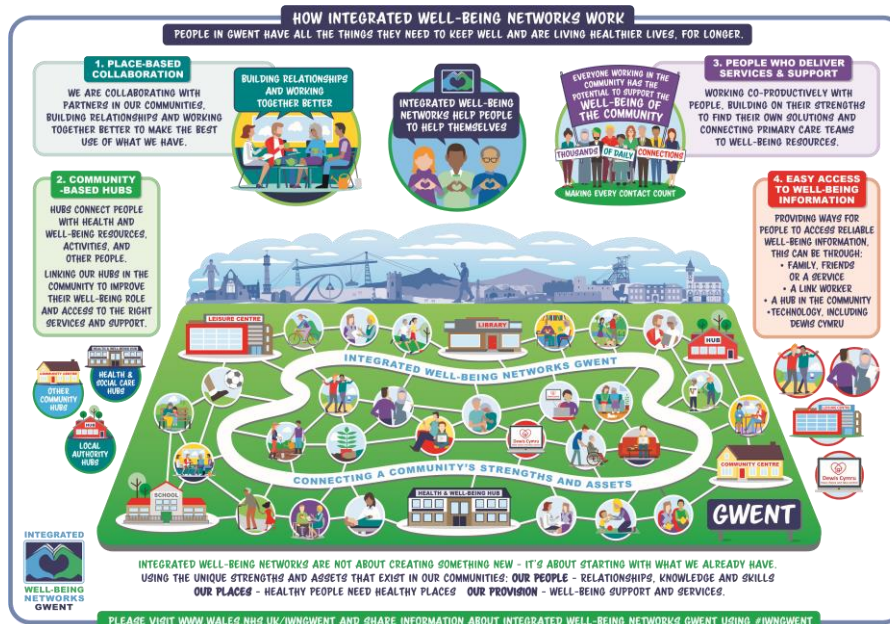 HOW INTEGRATED WELL-BEING NETWORKS WORK
PEOPLE IN GWENT HAVE ALL THE THINGS THEY NEED TO KEEP WELL AND ARE LIVING HEALTHIER LIVES, FOR LONGER.
1. PLACE-BASED
COLLABORATION
WE ARE COLLABORATING WITH
PARTNERS IN OUR COMMUNITIES,
BUILDING RELATIONSHIPS AND WORKING
TOGETHER BETTER TO MAKE THE BEST
USE OF WHAT WE HAVE.
BUILDING RELATIONSHIPS
AND WORKING
TOGETHER BETTER
INTEGRATED WELL-BEING
NETWORKS HELP PEOPLE
TO HELP THEMSELVES
EVERYONE WORKING IN THE
COMMUNITY HAS THE
POTENTIAL TO SUPPORT THE
WELL-BEING OF
THE COMMUNITY
THOUSANDS OF DAILY CONNECTIONS
MAKING EVERY CONTACT COUNT
3. PEOPLE WHO DELIVER
SERVICES & SUPPORT
WORKING CO-PRODUCTIVELY WITH
PEOPLE, BUILDING ON THEIR STRENGTHS
TO FIND THEIR OWN SOLUTIONS AND
CONNECTING PRIMARY CARE TEAMS
TO WELL-BEING RESOURCES.
2. COMMUNITY
-BASED HUBS
HUBS CONNECT PEOPLE
WITH HEALTH AND
WELL-BEING RESOURCES,
ACTIVITIES, AND
OTHER PEOPLE.
LINKING OUR HUBS IN THE
COMMUNITY TO IMPROVE
THEIR WELL-BEING ROLE
AND ACCESS TO THE RIGHT
SERVICES AND SUPPORT.
4. EASY ACCESS
TO WELL-BEING
INFORMATION
PROVIDING WAYS FOR
PEOPLE TO ACCESS RELIABLE
WELL-BEING INFORMATION,
THIS CAN BE THROUGH:
• FAMILY, FRIENDS
OR A SERVICE
• A LINK WORKER
• A HUB IN THE COMMUNITY
•TECHNOLOGY, INCLUDING
DEWIS CYMRU
COMMUNITY CENTRE
OTHER
COMMUNITY
HUBS
HEALTH & WELL-BEING HUB
HEALTH &
SOCIAL CARE
HUBS
HUB
LOCAL
AUTHORITY
HUBS
LEISURE CENTRE
LIBRARY
HUB
INTEGRATED WELL-BEING NETWORKS GWENT
Dewis Cymru
CONNECTING A COMMUNITY'S STRENGTHS AND ASSETS
COMMUNITY CENTRE
SCHOOL
HEALTH & WELL-BEING HUB
GWENT
LEISURE CENTRE
Dewis Cymru
INTEGRATED
WELL-BEING
NETWORKS
GWENT
INTEGRATED WELL-BEING NETWORKS ARE NOT ABOUT CREATING SOMETHING NEW - IT'S ABOUT STARTING WITH WHAT WE ALREADY HAVE.
USING THE UNIQUE STRENGTHS AND ASSETS THAT EXIST IN OUR COMMUNITIES: OUR PEOPLE - RELATIONSHIPS, KNOWLEDGE AND SKILLS
OUR PLACES - HEALTHY PEOPLE NEED HEALTHY PLACES OUR PROVISION - WELL-BEING SUPPORT AND SERVICES.
PLEASE VISIT WWW.WALES.NHS.UK/IWNGWENT AND SHARE INFORMATION ABOUT INTEGRATED WELL-BEING NETWORKS GWENT USING #IWNGWENT